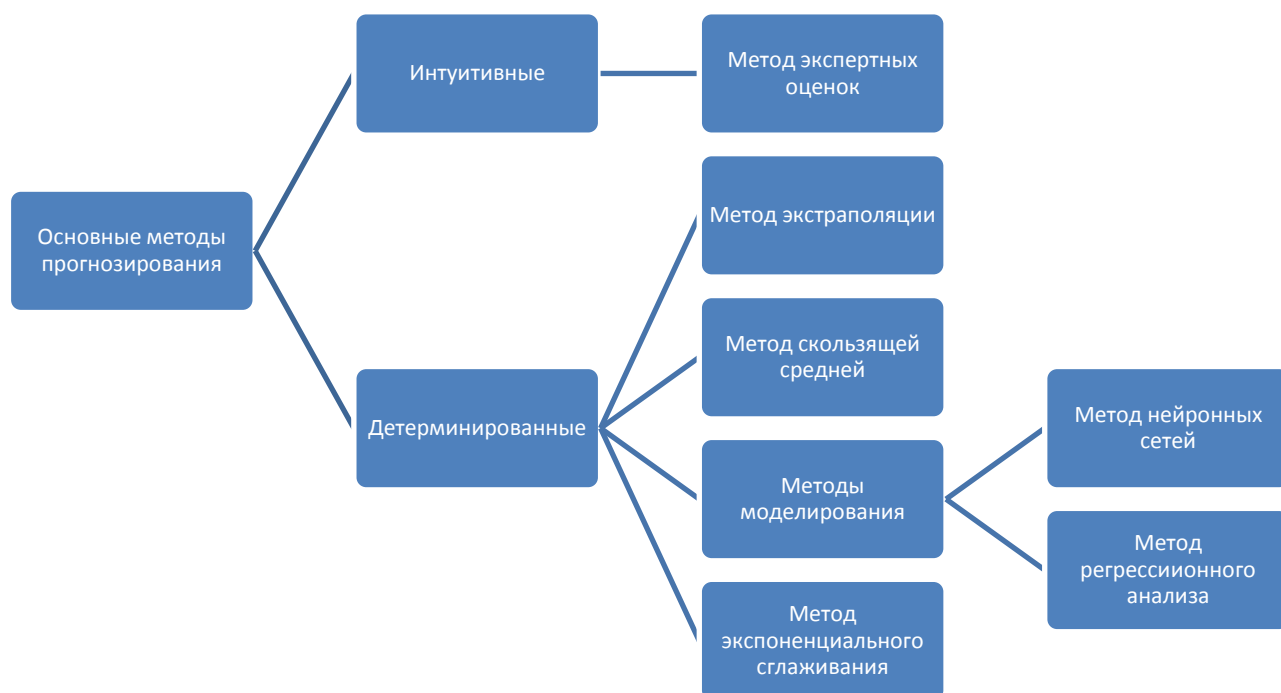 Интуитивные
Метод экспертных
оценок
Основные методы
прогнозирования
Метод экстраполяции
Метод скользящей
средней
Детерминированные
Метод нейронных
сетей
Методы
моделирования
Метод
регрессиионного
анализа
Метод
экспоненциального
сглаживания